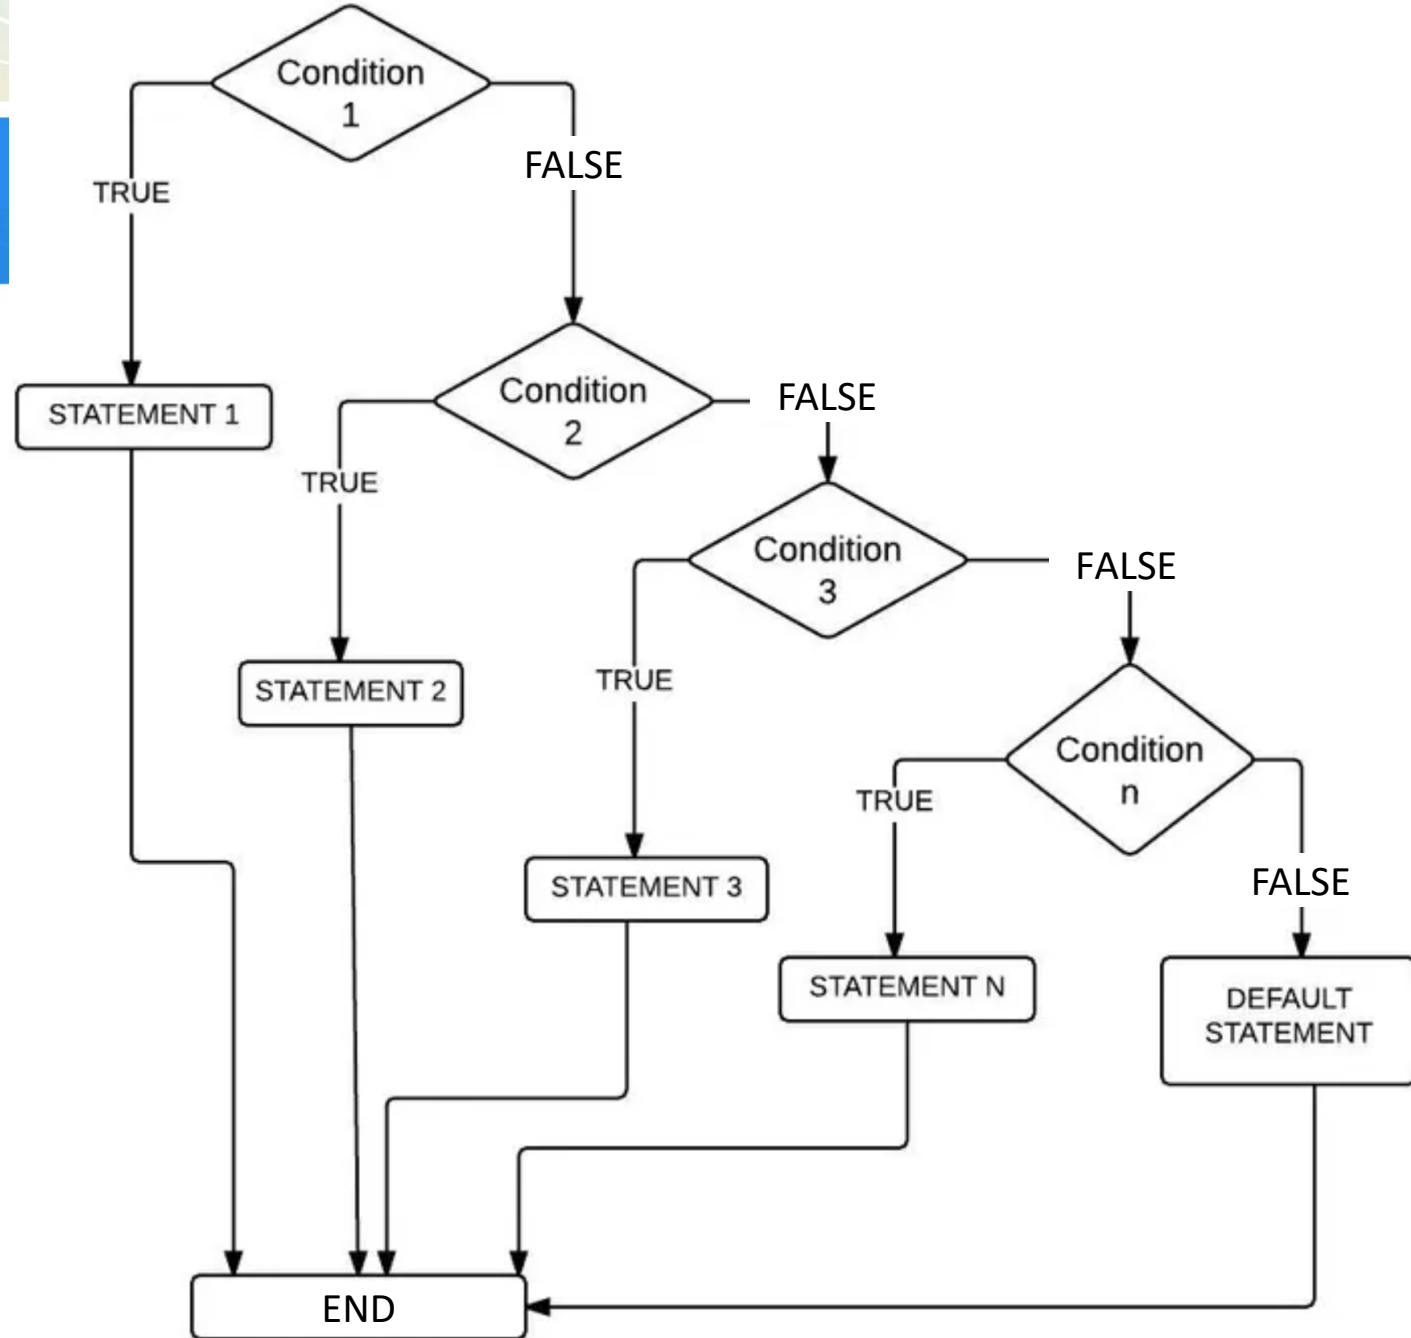 Condition
1
FALSE
TRUE
Condition
2
FALSE
STATEMENT 1
TRUE
Condition
3
FALSE
STATEMENT 2
TRUE
Condition
n
TRUE
STATEMENT 3
FALSE
STATEMENT N
DEFAULT
STATEMENT
END